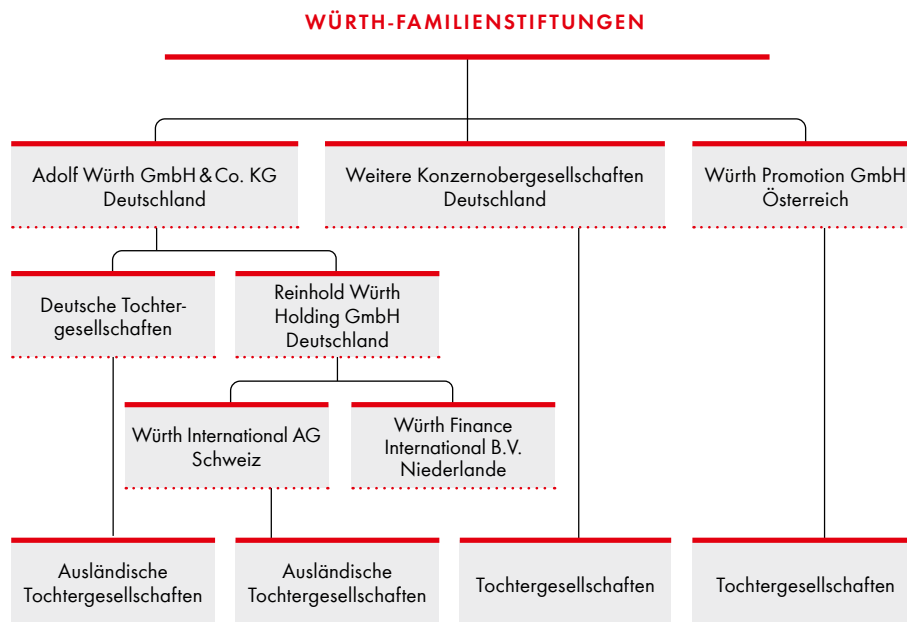 WÜRTH-FAMILIENSTIFTUNGEN
Adolf Würth GmbH & Co. KG
Deutschland
Weitere Konzernobergesellschaften
Deutschland
Würth Promotion GmbH
Österreich
Deutsche Tochter-
gesellschaften
Reinhold Würth
Holding GmbH
Deutschland
Würth International AG
Schweiz
Würth Finance
International B.V.
Niederlande
Ausländische
Tochtergesellschaften
Ausländische
Tochtergesellschaften
Tochtergesellschaften
Tochtergesellschaften